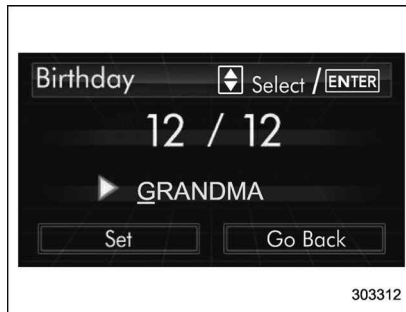 Birthday Select / ENTER
12 / 12
GRANDMA
Set Go Back
303312